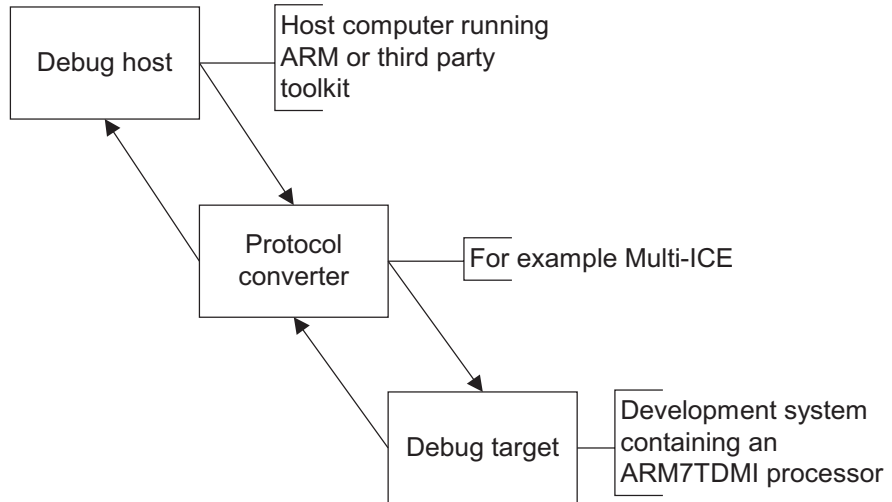 Debug host
Host computer running
ARM or third party
toolkit
Protocol
converter
For example Multi-ICE
Debug target
Development system
containing an
ARM7TDMI processor